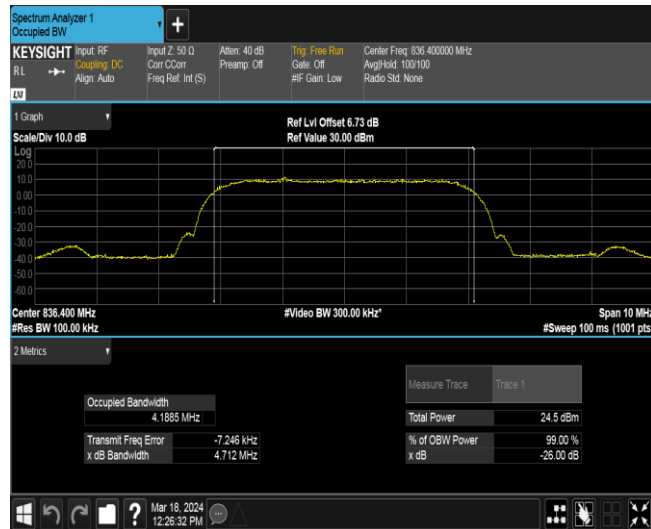 Spectrum Analyzer 1
Occupied BW
+
KEYSIGHT Input: RF Input Z: 50 Ω Atten: 40 dB Trig: Free Run Center Freq: 836.400000 MHz
RL Coupling: DC Corr CCorr Preamp: Off Gate: Off Avg|Hold: 100/100
Align: Auto Freq Ref: Int (S) #IF Gain: Low Radio Std: None
LXI
1 Graph
Ref Lvl Offset 6.73 dB
Scale/Div 10.0 dB Ref Value 30.00 dBm
Log
20.0
10.0
0.00
-10.0
-20.0
-30.0
-40.0
-50.0
-60.0
Center 836.400 MHz #Video BW 300.00 kHz* Span 10 MHz
#Res BW 100.00 kHz #Sweep 100 ms (1001 pts
2 Metrics
Measure Trace Trace 1
Occupied Bandwidth
4.1885 MHz Total Power 24.5 dBm
Transmit Freq Error -7.246 kHz % of OBW Power 99.00 %
x dB Bandwidth 4.712 MHz x dB -26.00 dB
? Mar 18, 2024
12:26:32 PM